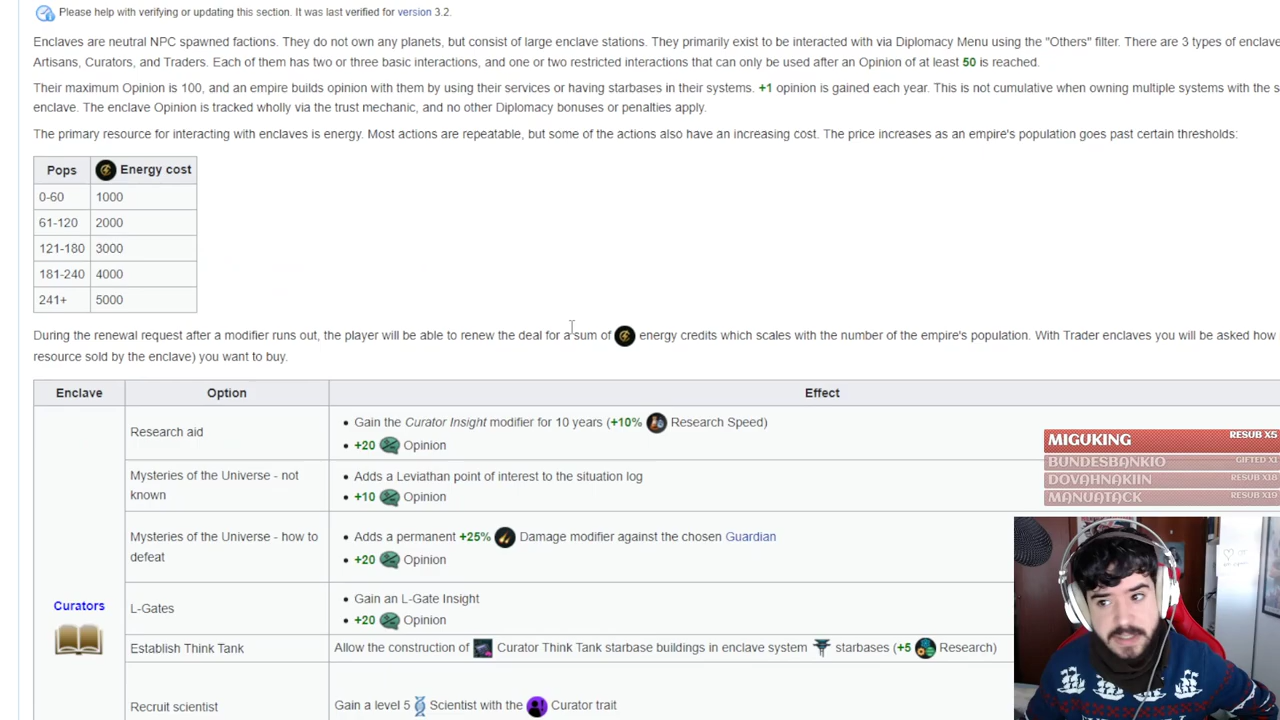 Please help with verifying or updating this section. It was last verified for version 3.2.
Enclaves are neutral NPC spawned factions. They do not own any planets, but consist of large enclave stations. They primarily exist to be interacted with via Diplomacy Menu using the "Others" filter. There are 3 types of enclave
Artisans, Curators, and Traders. Each of them has two or three basic interactions, and one or two restricted interactions that can only be used after an Opinion of at least 50 is reached.
Their maximum Opinion is 100, and an empire builds opinion with them by using their services or having starbases in their systems. +1 opinion is gained each year. This is not cumulative when owning multiple systems with the s
enclave. The enclave Opinion is tracked wholly via the trust mechanic, and no other Diplomacy bonuses or penalties apply.
The primary resource for interacting with enclaves is energy. Most actions are repeatable, but some of the actions also have an increasing cost. The price increases as an empire's population goes past certain thresholds:
Pops Energy cost
0-60 1000
61-120 2000
121-180 3000
181-240 4000
241+ 5000
During the renewal request after a modifier runs out, the player will be able to renew the deal for a sum of energy credits which scales with the number of the empire's population. With Trader enclaves you will be asked how
resource sold by the enclave) you want to buy.
Enclave Option Effect
Research aid
• Gain the Curator Insight modifier for 10 years (+10% Research Speed)
• +20 Opinion
Mysteries of the Universe - not
known
• Adds a Leviathan point of interest to the situation log
• +10 Opinion
Mysteries of the Universe - how to
defeat
• Adds a permanent +25% Damage modifier against the chosen Guardian
• +20 Opinion
Curators
L-Gates
• Gain an L-Gate Insight
• +20 Opinion
Establish Think Tank
Allow the construction of Curator Think Tank starbase buildings in enclave system starbases (+5 Research)
Recruit scientist
Gain a level 5 Scientist with the Curator trait
MIGUKING RESUB X5
BUNDESBANKIO GIFTED X1
DOVAHNAKIIN RESUB X18
MANUATACK RESUB X19